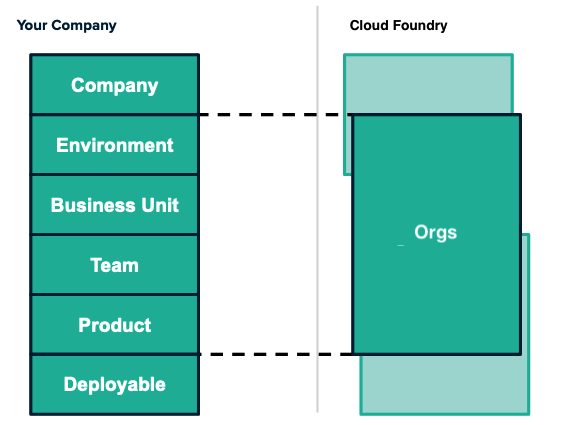 Your Company
Cloud Foundry
Company
Environment
Business Unit
Team
Product
Deployable
Orgs